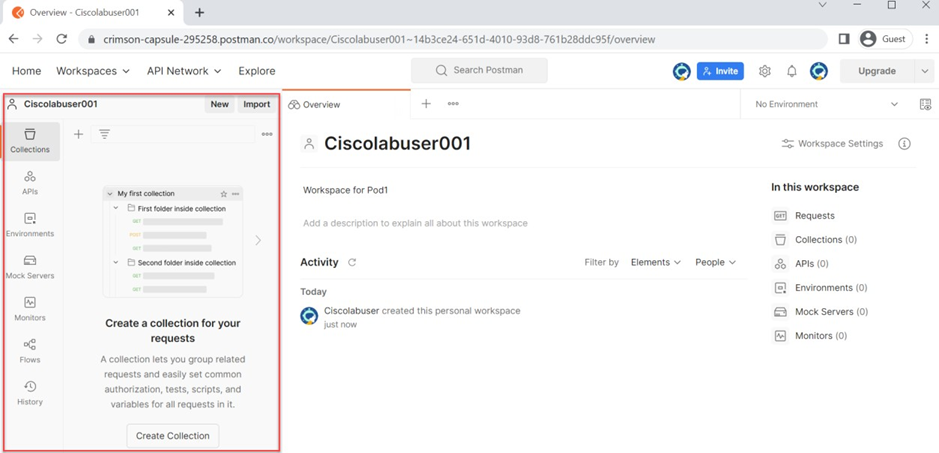 Overview - Ciscolabuser001
crimson-capsule-295258.postman.co/workspace/Ciscolabuser001~14b3ce24-651d-4010-93d8-761b28ddc95f/overview
Guest
Home Workspaces API Network Explore
Search Postman
Invite
Upgrade
Ciscolabuser001
New Import
Overview
No Environment
Collections
APIs
Environments
Mock Servers
Monitors
Flows
History
My first collection
First folder inside collection
GET
POST
GET
Second folder inside collection
GET
GET
Create a collection for your
requests
A collection lets you group related
requests and easily set common
authorization, tests, scripts, and
variables for all requests in it.
Create Collection
Ciscolabuser001
Workspace Settings
Workspace for Pod1
Add a description to explain all about this workspace
Activity
Filter by Elements People
Today
Ciscolabuser created this personal workspace
just now
In this workspace
GET Requests
Collections (0)
APIs (0)
Environments (0)
Mock Servers (0)
Monitors (0)